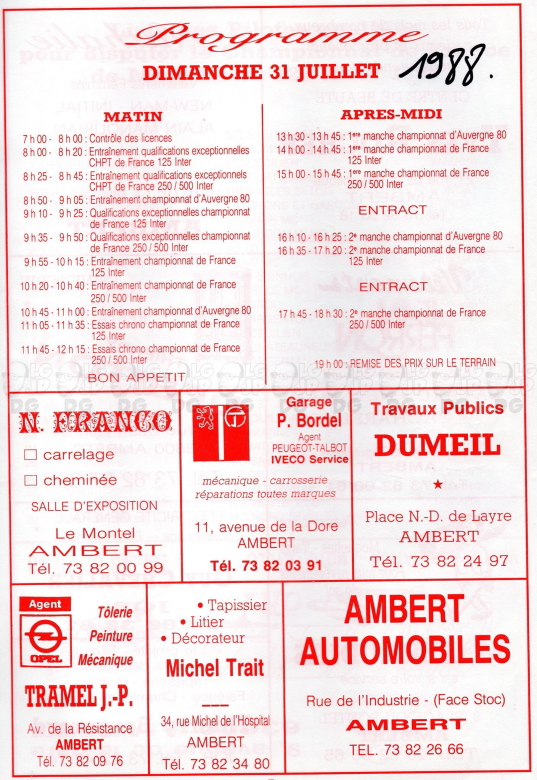 Programme
DIMANCHE 31 JUILLET 1988.
MATIN
7 h 00 - 8 h 00 : Contrôle des licences
8 h 00 - 8 h 20 : Entraînement qualifications exceptionnelles
CHPT de France 125 Inter
8 h 25 - 8 h 45 : Entraînement qualifications exceptionnels
CHPT de France 250 / 500 Inter
8 h 50 - 9 h 05 : Entraînement championnat d'Auvergne 80
9 h 10 - 9 h 25 : Qualifications exceptionnelles championnat
de France 125 Inter
9 h 35 - 9 h 50 : Qualifications exceptionnelles championnat
de France 250 / 500 Inter
9 h 55 - 10 h 15 : Entraînement championnat de France
125 Inter
10 h 20 - 10 h 40 : Entraînement championnat de France
250 / 500 Inter
10 h 45 - 11 h 00 : Entraînement championnat d'Auvergne 80
11 h 05 - 11 h 35 : Essais chrono championnat de France
125 Inter
11 h 45 - 12 h 15 : Essais chrono championnat de France
250 / 500 Inter
BON APPETIT
APRES-MIDI
13 h 30 - 13 h 45 : 1ere manche championnat d'Auvergne 80
14 h 00 - 14 h 45 : 1ere manche championnat de France
125 Inter
15 h 00 - 15 h 45 : 1ere manche championnat de France
250 / 500 Inter
ENTRACT
16 h 10 - 16 h 25 : 2e manche championnat d'Auvergne 80
16 h 35 - 17 h 20 : 2e manche championnat de France
125 Inter
ENTRACT
17 h 45 - 18 h 30 : 2e manche championnat de France
250 / 500 Inter
19 h 00 : REMISE DES PRIX SUR LE TERRAIN
N. FRANCO
carrelage
cheminée
SALLE D'EXPOSITION
Le Montel
AMBERT
Tél. 73 82 00 99
Garage
P. Bordel
Agent
PEUGEOT-TALBOT
IVECO Service
mécanique - carrosserie
réparations toutes marques
11, avenue de la Dore
AMBERT
Tél. 73 82 03 91
Travaux Publics
DUMEIL
Place N.-D. de Layre
AMBERT
Tél. 73 82 24 97
Agent
OPEL
Tôlerie
Peinture
Mécanique
TRAMEL J.-P.
Av. de la Résistance
AMBERT
Tél. 73 82 09 76
• Tapissier
• Litier
• Décorateur
Michel Trait
34, rue Michel de l'Hospital
AMBERT
Tél. 73 82 34 80
AMBERT
AUTOMOBILES
Rue de l'Industrie - (Face Stoc)
AMBERT
TEL. 73 82 26 66